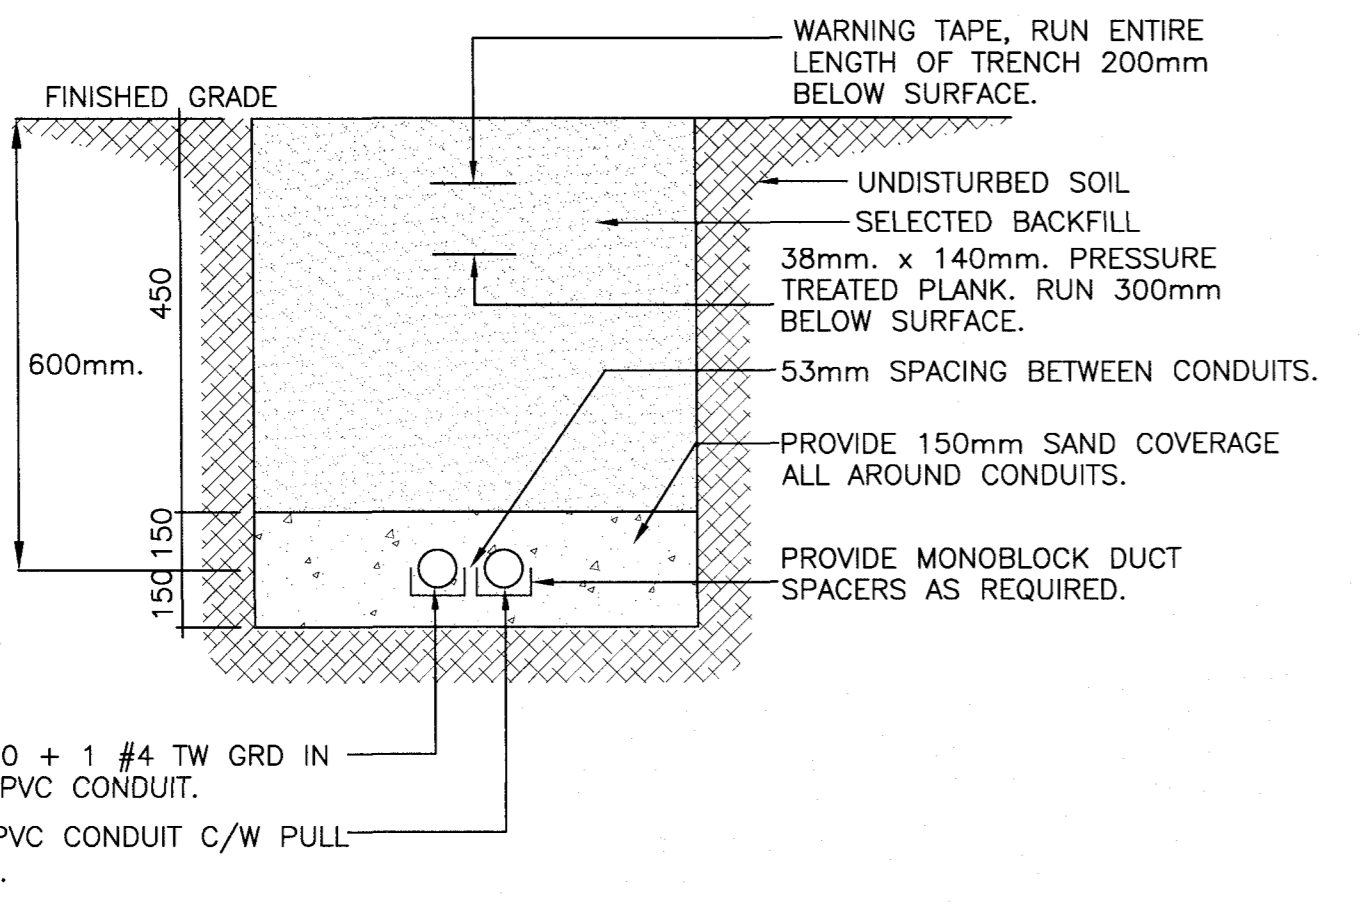 WARNING TAPE, RUN ENTIRE
LENGTH OF TRENCH 200mm
BELOW SURFACE.
FINISHED GRADE
UNDISTURBED SOIL
SELECTED BACKFILL
38mm. x 140mm. PRESSURE
TREATED PLANK. RUN 300mm
BELOW SURFACE.
450
600mm.
53mm SPACING BETWEEN CONDUITS.
PROVIDE 150mm SAND COVERAGE
ALL AROUND CONDUITS.
150
150
PROVIDE MONOBLOCK DUCT
SPACERS AS REQUIRED.
0 + 1 #4 TW GRD IN
PVC CONDUIT.
PVC CONDUIT C/W PULL
.